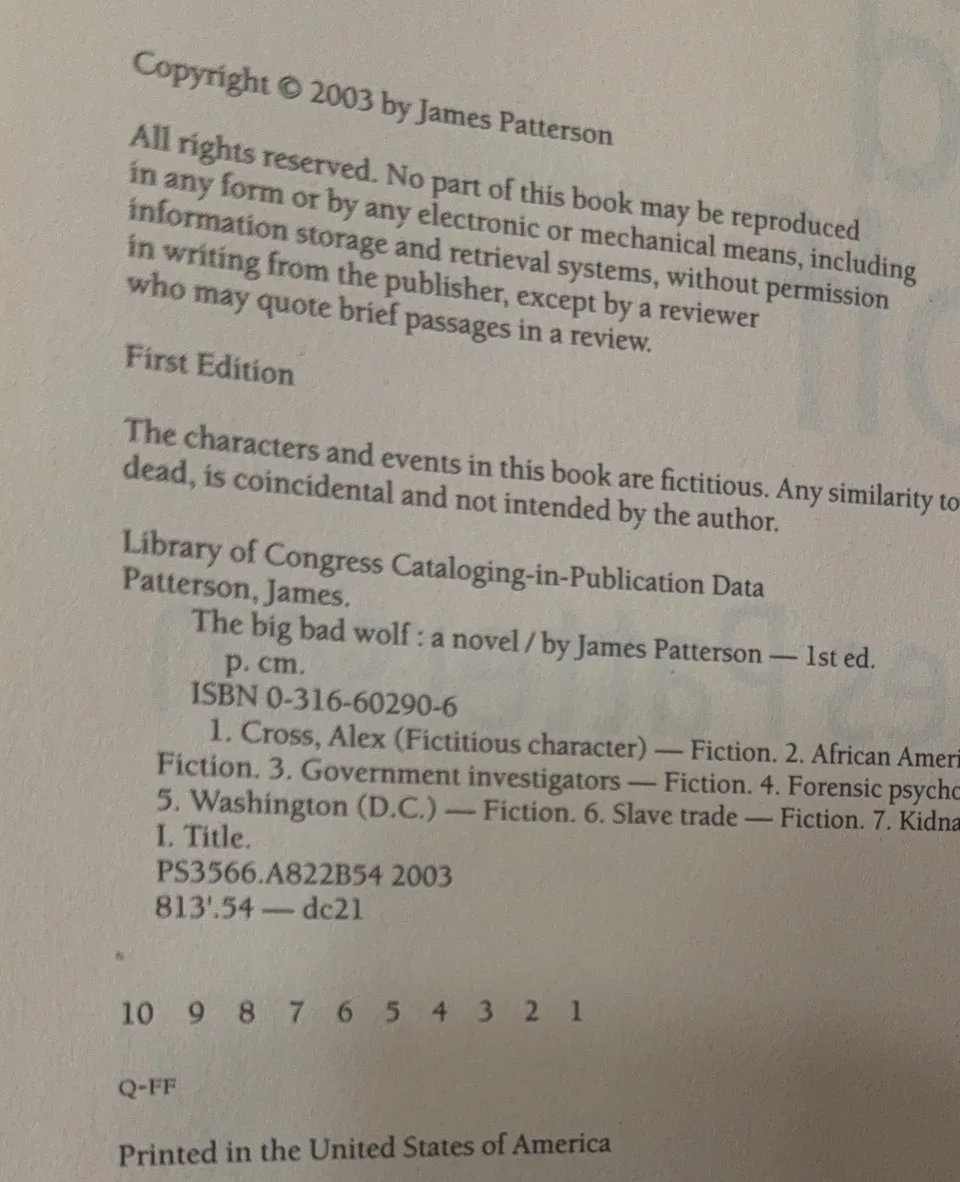 Copyright © 2003 by James Patterson
All rights reserved. No part of this book may be reproduced
in any form or by any electronic or mechanical means, including
information storage and retrieval systems, without permission
in writing from the publisher, except by a reviewer
who may quote brief passages in a review.
First Edition
The characters and events in this book are fictitious. Any similarity to
dead, is coincidental and not intended by the author.
Library of Congress Cataloging-in-Publication Data
Patterson, James.
The big bad wolf : a novel / by James Patterson — 1st ed.
p. cm.
ISBN 0-316-60290-6
1. Cross, Alex (Fictitious character) — Fiction. 2. African Ameri
Fiction. 3. Government investigators — Fiction. 4. Forensic psycho
5. Washington (D.C.) — Fiction. 6. Slave trade — Fiction. 7. Kidna
I. Title.
PS3566.A822B54 2003
813'.54 — dc21
10 9 8 7 6 5 4 3 2 1
Q-FF
Printed in the United States of America